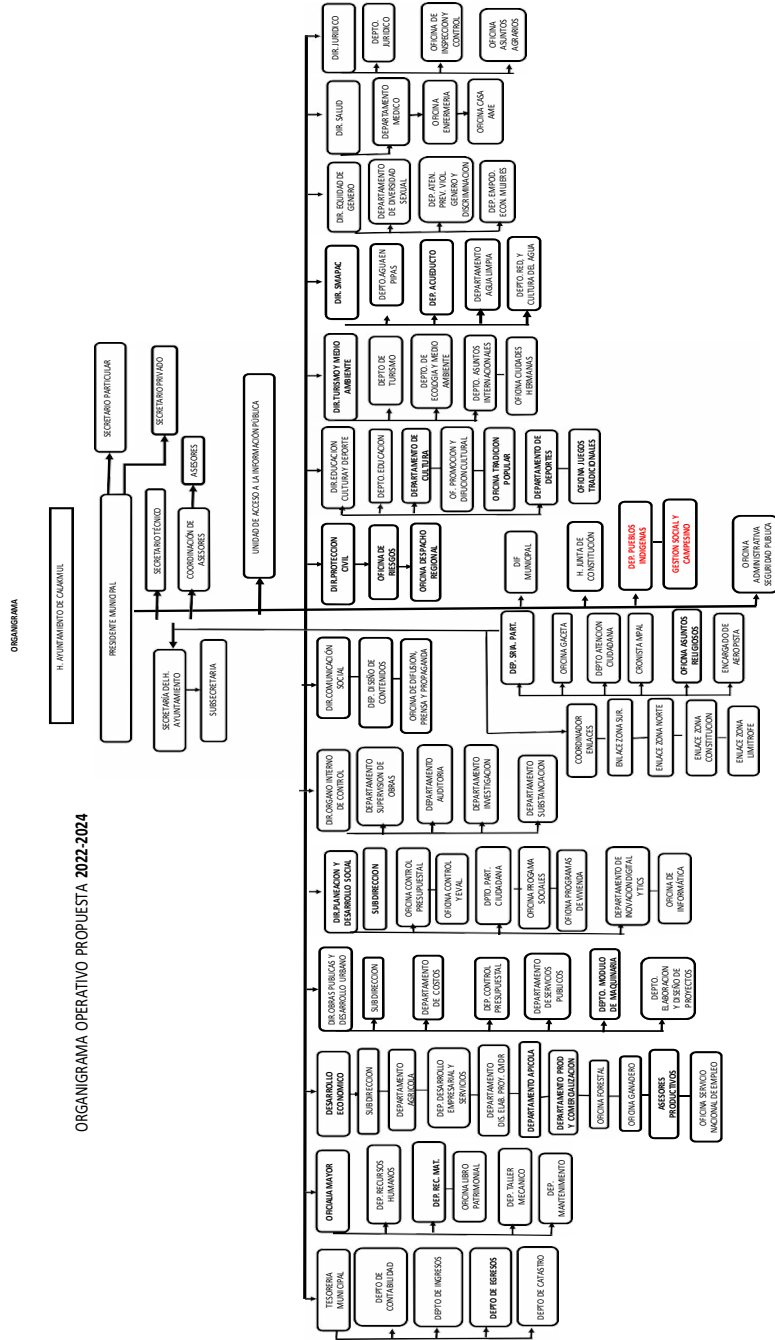 ORGANIGRAMA
H. AYUNTAMIENTO DE CALAKMUL
ORGANIGRAMA OPERATIVO PROPUESTA 2022-2024
PRESIDENTE MUNICIPAL
SECRETARIO PARTICULAR
SECRETARIO PRIVADO
SECRETARÍA DEL H.
AYUNTAMIENTO
SUBSECRETARIA
SECRETARIO TÉCNICO
COORDINACIÓN DE
ASESORES
ASESORES
UNIDAD DE ACCESO A LA INFORMACIÓN PÚBLICA
TESORERIA
MUNICIPAL
DEPTO DE
CONTABILIDAD
DEPTO DE INGRESOS
DEPTO DE EGRESOS
DEPTO DE CATASTRO
OFICIALIA MAYOR
DEP. RECURSOS
HUMANOS
DEP. REC. MAT.
OFICINA LIBRO
PATRIMONIAL
DEP. TALLER
MECANICO
DEP.
MANTENIMIENTO
DESARROLLO
ECONOMICO
SUBDIRECCION
DEPARTAMENTO
AGRICOLA
DEP. DESARROLLO
EMPRESARIAL Y
SERVICIOS
DEPARTAMENTO
DIS. ELAB. PROY. OMDR
DEPARTAMENTO APICOLA
DEPARTAMENTO PROD
Y COMERCIALIZACION
OFICINA FORESTAL
OFICINA GANADERO
ASESORES
PRODUCTIVOS
OFICINA SERVICIO
NACIONAL DE EMPLEO
DIR.OBRAS PUBLICAS Y
DESARROLLO URBANO
SUBDIRECCION
DEPARTAMENTO
DE COSTOS
DEP. CONTROL
PRESUPUESTAL
DEPARTAMENTO
DE SERVICIOS
PUBLICOS
DEPTO. MODULO
DE MAQUINARIA
DEPTO.
ELABORACION
Y DISEÑO DE
PROYECTOS
DIR.PLANEACION Y
DESARROLLO SOCIAL
SUBDIRECCION
OFICINA CONTROL
PRESUPUESTAL
OFICINA CONTROL
Y EVAL.
DPTO. PART.
CIUDADANA
OFICINA PROGAMA
SOCIALES
OFICINA PROGRAMAS
DE VIVIENDA
DEPARTAMENTO DE
INOVACION DIGITAL
Y TICS
OFICINA DE
INFORMÁTICA
DIR.ORGANO INTERNO
DE CONTROL
DEPARTAMENTO
SUPERVISION DE
OBRAS
DEPARTAMENTO
AUDITORIA
DEPARTAMENTO
INVESTIGACION
DEPARTAMENTO
SUBSTANCIACION
DIR.COMUNICACIÓN
SOCIAL
DEP. DISEÑO DE
CONTENIDOS
OFICINA DE DIFUSION,
PRENSA Y PROPAGANDA
COORDINADOR
ENLACES
ENLACE ZONA SUR.
ENLACE ZONA NORTE
ENLACE ZONA
CONSTITUCION
ENLACE ZONA
LIMITROFE
DEP. SRIA. PART.
OFICINA GACETA
DEPTO ATENCION
CIUDADANA
CRONISTA MPAL
OFICINA ASUNTOS
RELIGIOSOS
ENCARGADO DE
AEROPISTA
DIR.PROTECCION
CIVIL
OFICINA DE
RIESGOS
OFICINA DESPACHO
REGIONAL
DIF
MUNICIPAL
H. JUNTA DE
CONSTITUCIÓN
DEP. PUEBLOS
INDIGENAS
GESTION SOCIAL Y
CAMPESINO
OFICINA
ADMINISTRATIVA
SEGURIDAD PUBLICA
DIR.EDUCACION
CULTURA Y DEPORTE
DEPTO. EDUCACION
DEPARTAMENTO DE
CULTURA
OF. PROMOCION Y
DIFUCION CULTURAL
OFICINA TRADICION
POPULAR
DEPARTAMENTO DE
DEPORTES
OFICINA JUEGOS
TRADICIONALES
DIR.TURISMO Y MEDIO
AMBIENTE
DEPTO DE
TURISMO
DEPTO. DE
ECOLOGÍA Y MEDIO
AMBIENTE
DEPTO. ASUNTOS
INTERNACIONALES
OFICINA CIUDADES
HERMANAS
DIR. SMAPAC
DEPTO. AGUA EN
PIPAS
DEP. ACUEDUCTO
DEPARTAMENTO
AGUA LIMPIA
DEPTO. RED, Y
CULTURA DEL AGUA
DIR. EQUIDAD DE
GENERO
DEPARTAMENTO
DE DIVERSIDAD
SEXUAL
DEP. ATEN.
PREV. VIOL.
GENERO Y
DISCRIMINACION
DEP. EMPOD.
ECON. MUJERES
DIR. SALUD
DEPARTAMENTO
MEDICO
OFICINA
ENFERMERIA
OFICINA CASA
AME
DIR. JURIDICO
DEPTO.
JURIDICO
OFICINA DE
INSPECCION Y
CONTROL
OFICINA
ASUNTOS
AGRARIOS